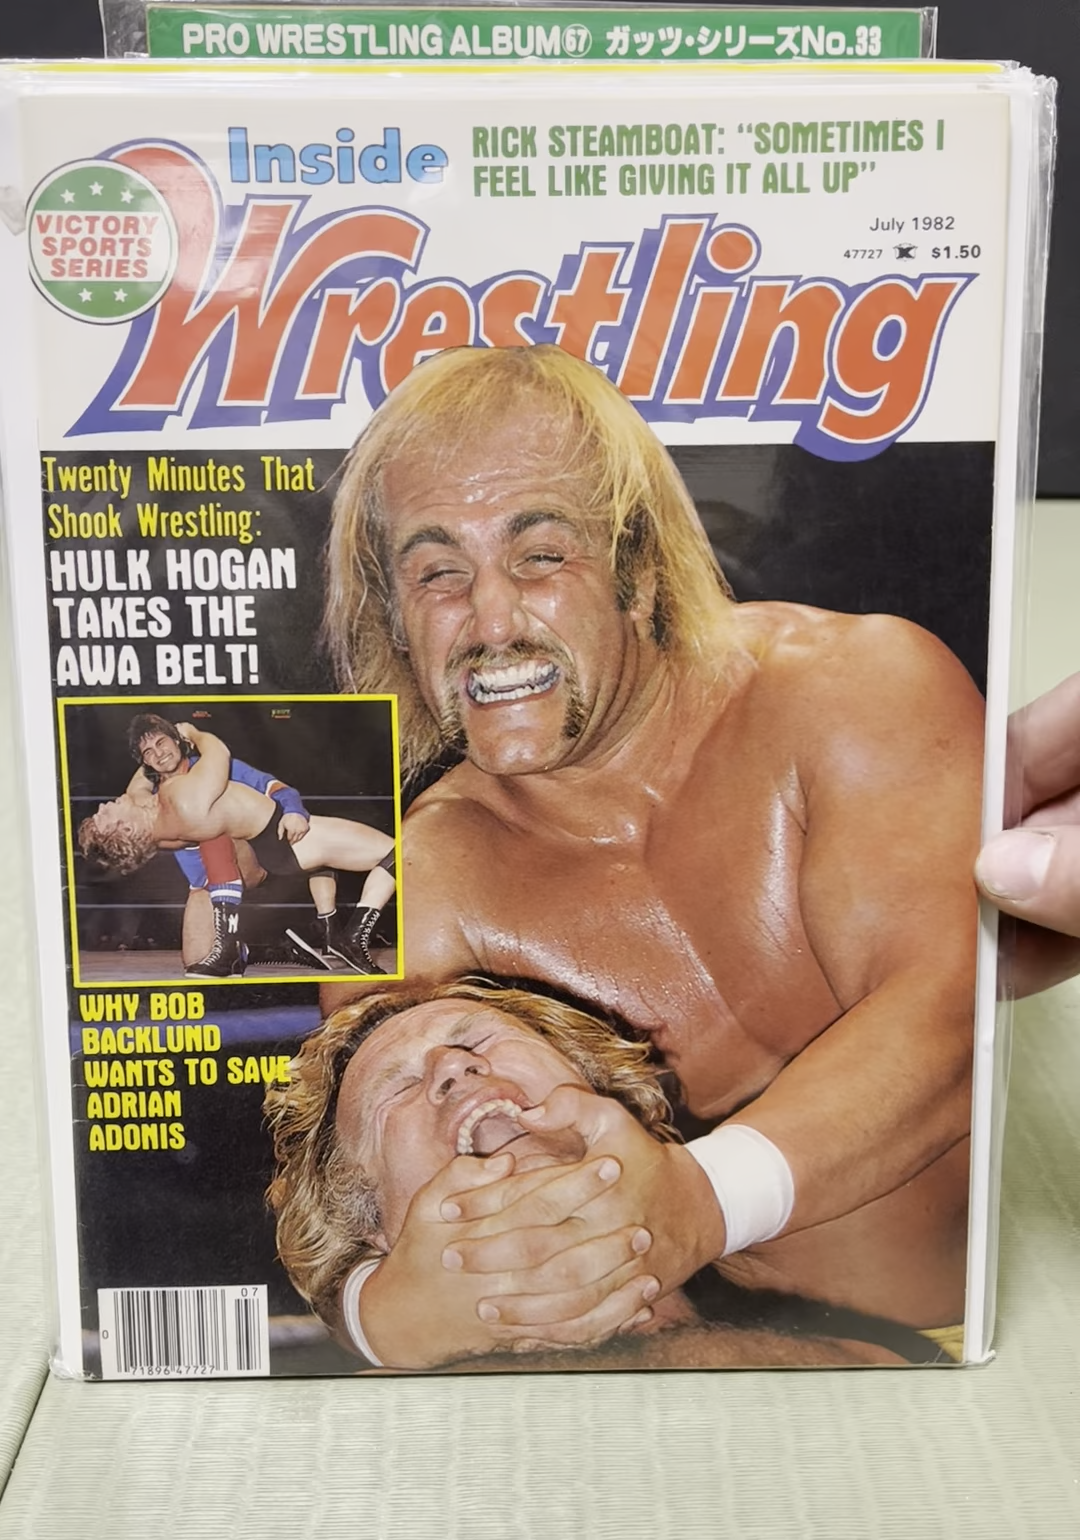 PRO WRESTLING ALBUM㊻ ガッツ・シリーズNo.33
Inside
Wrestling
VICTORY
SPORTS
SERIES
RICK STEAMBOAT: “SOMETIMES I
FEEL LIKE GIVING IT ALL UP”
July 1982
47727 $1.50
Twenty Minutes That
Shook Wrestling:
HULK HOGAN
TAKES THE
AWA BELT!
WHY BOB
BACKLUND
WANTS TO SAVE
ADRIAN
ADONIS
07
0
71896 47727